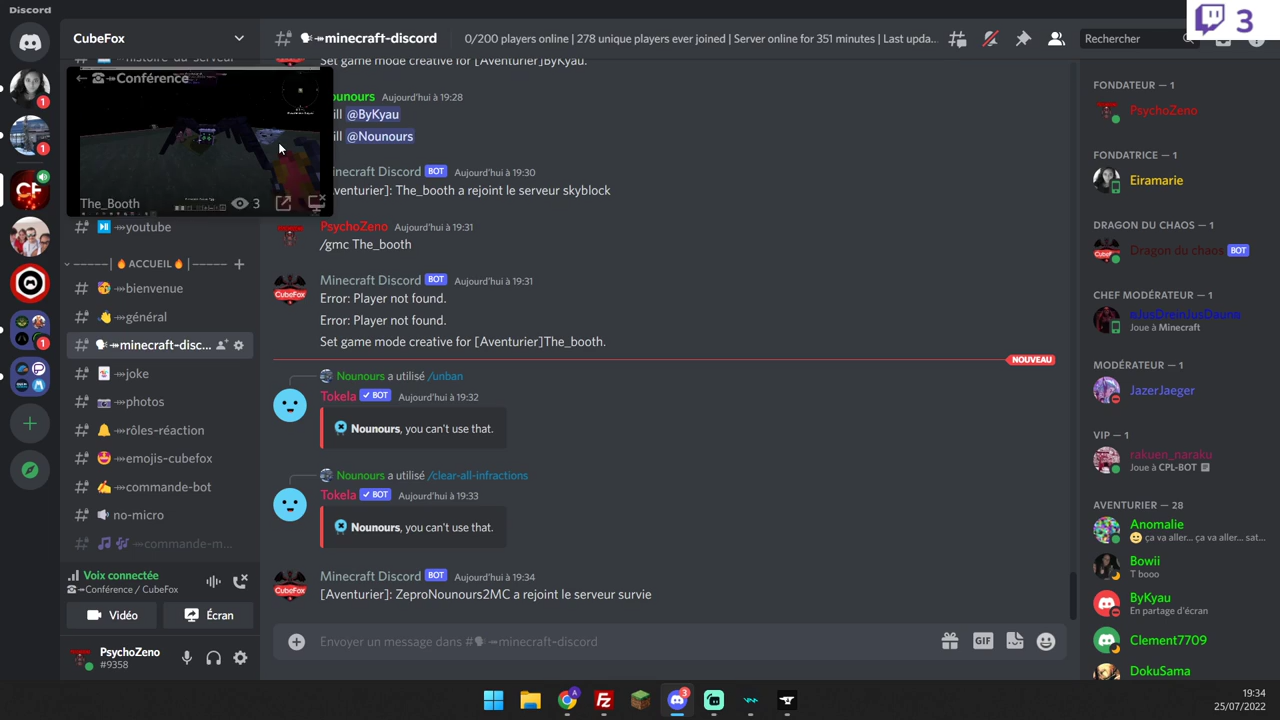 Discord
CubeFox
🗣️➟minecraft-discord
0/200 players online | 278 unique players ever joined | Server online for 351 minutes | Last upda...
Rechercher
3
← ☎➟Conférence
The_Booth
3
➟youtube
-----| 🔥 ACCUEIL 🔥 |-----
➟bienvenue
➟général
➟minecraft-disc...
➟joke
➟photos
➟rôles-réaction
➟emojis-cubefox
➟commande-bot
no-micro
➟commande-m...
Voix connectée
☎➟Conférence / CubeFox
Vidéo
Écran
PsychoZeno
#9358
Set game mode creative for [Aventurier]ByKyau.
ounours Aujourd'hui à 19:28
ill @ByKyau
ill @Nounours
inecraft Discord BOT Aujourd'hui à 19:30
venturier]: The_booth a rejoint le serveur skyblock
PsychoZeno Aujourd'hui à 19:31
/gmc The_booth
Minecraft Discord BOT Aujourd'hui à 19:31
CubeFox
Error: Player not found.
Error: Player not found.
Set game mode creative for [Aventurier]The_booth.
NOUVEAU
Nounours a utilisé /unban
Tokela ✓ BOT Aujourd'hui à 19:32
Nounours, you can't use that.
Nounours a utilisé /clear-all-infractions
Tokela ✓ BOT Aujourd'hui à 19:33
Nounours, you can't use that.
Minecraft Discord BOT Aujourd'hui à 19:34
CubeFox
[Aventurier]: ZeproNounours2MC a rejoint le serveur survie
Envoyer un message dans #🗣️➟minecraft-discord
GIF
FONDATEUR — 1
PsychoZeno
FONDATRICE — 1
Eiramarie
DRAGON DU CHAOS — 1
Dragon du chaos BOT
CHEF MODÉRATEUR — 1
Joue à Minecraft
MODÉRATEUR — 1
JazerJaeger
VIP — 1
rakuen_naraku
Joue à CPL-BOT
AVENTURIER — 28
Anomalie
ça va aller... ça va aller... sat...
Bowii
T booo
ByKyau
En partage d'écran
Clement7709
DokuSama
1
1
1
3
19:34
25/07/2022